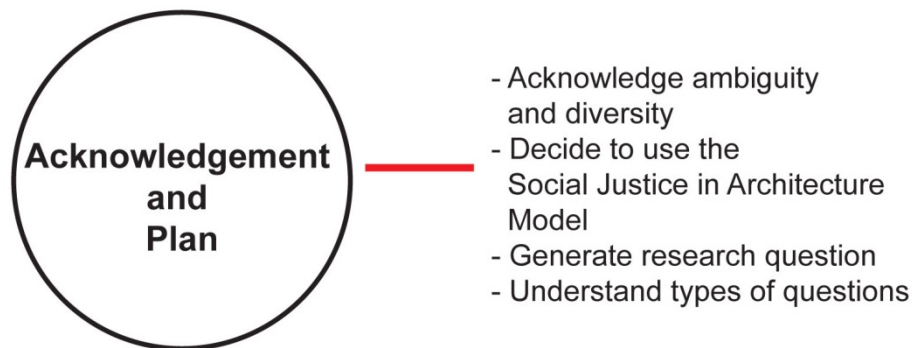 Acknowledgement
and
Plan
- Acknowledge ambiguity
and diversity
- Decide to use the
Social Justice in Architecture
Model
- Generate research question
- Understand types of questions